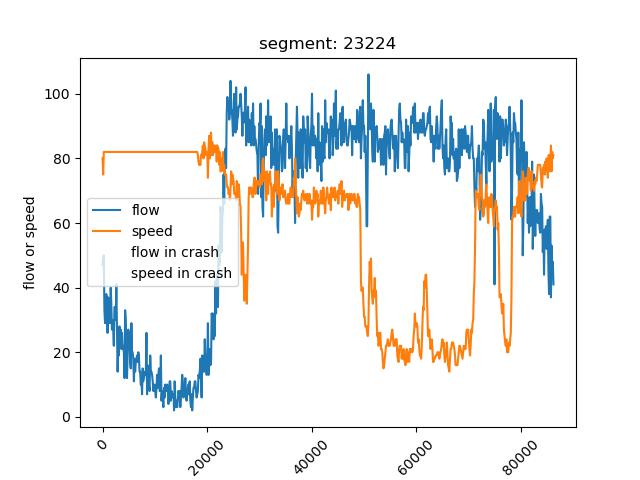 segment: 23224
flow or speed
100
80
60
40
20
0
flow
speed
flow in crash
speed in crash
0
20000
40000
60000
80000